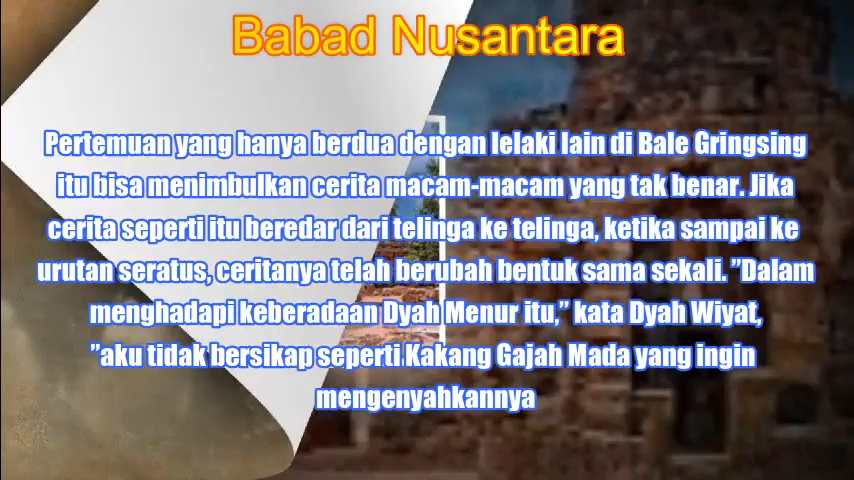 Babad Nusantara
Pertemuan yang hanya berdua dengan lelaki lain di Bale Gringsing
itu bisa menimbulkan cerita macam-macam yang tak benar. Jika
cerita seperti itu beredar dari telinga ke telinga, ketika sampai ke
urutan seratus, ceritanya telah berubah bentuk sama sekali. ”Dalam
menghadapi keberadaan Dyah Menur itu,” kata Dyah Wiyat,
”aku tidak bersikap seperti Kakang Gajah Mada yang ingin
mengenyahkannya